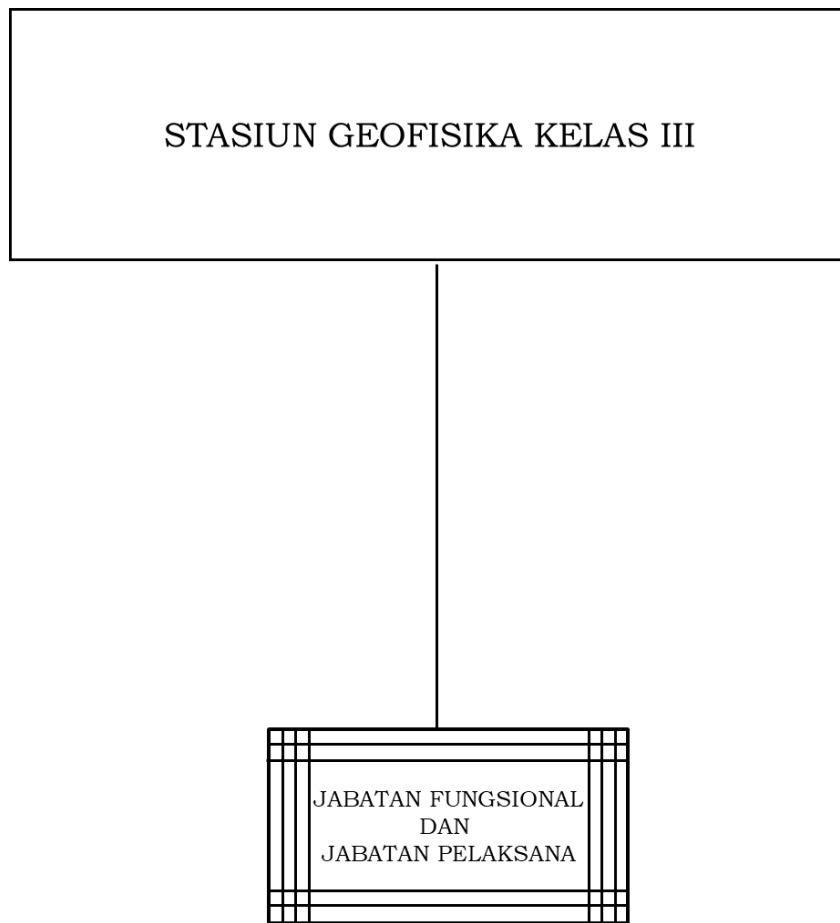 STASIUN GEOFISIKA KELAS III
JABATAN FUNGSIONAL
DAN
JABATAN PELAKSANA